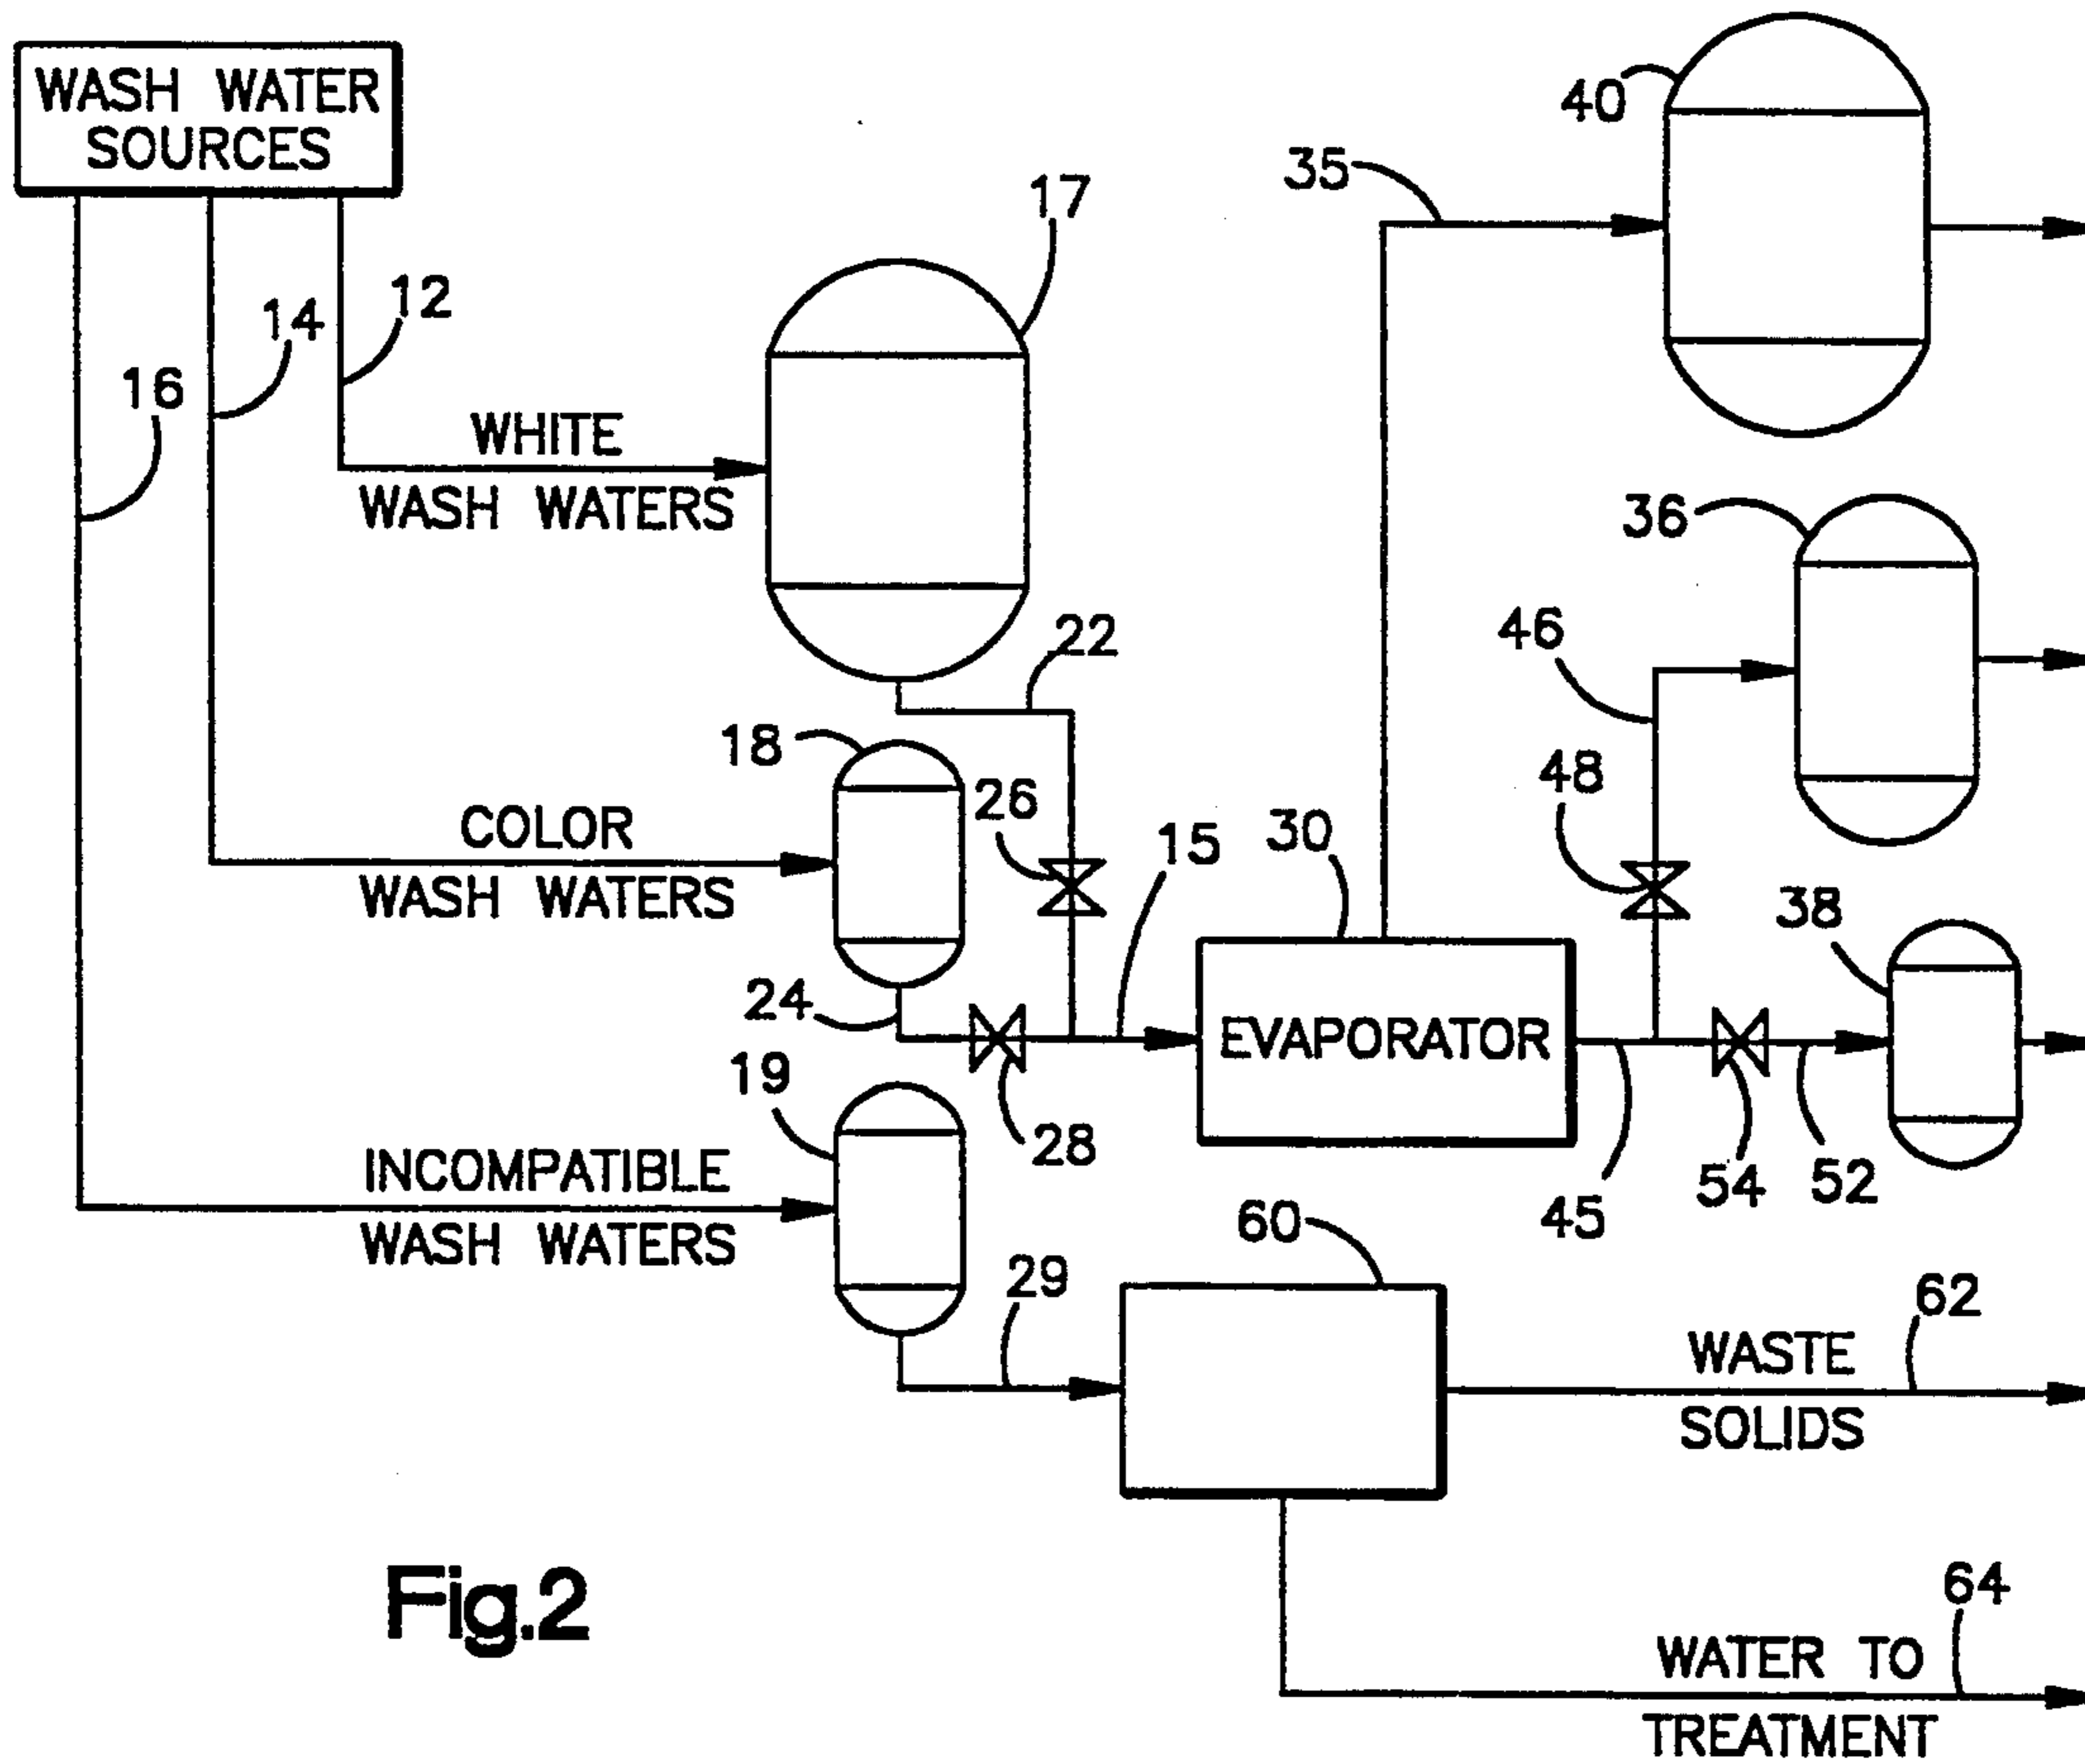 WASH WATER
SOURCES
40
35
17
12
14
16
WHITE
WASH WATERS
36
22
46
18
48
26
COLOR
WASH WATERS
15
30
38
24
EVAPORATOR
19
28
INCOMPATIBLE
WASH WATERS
54
52
45
60
29
62
WASTE
SOLIDS
64
WATER TO
TREATMENT
Fig.2